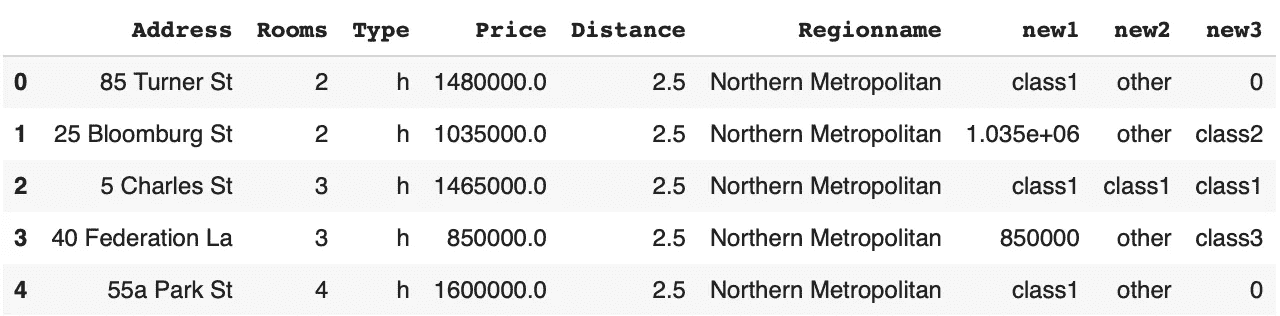 Address Rooms Type Price Distance Regionname new1 new2 new3
0 85 Turner St 2 h 1480000.0 2.5 Northern Metropolitan class1 other 0
1 25 Bloomburg St 2 h 1035000.0 2.5 Northern Metropolitan 1.035e+06 other class2
2 5 Charles St 3 h 1465000.0 2.5 Northern Metropolitan class1 class1 class1
3 40 Federation La 3 h 850000.0 2.5 Northern Metropolitan 850000 other class3
4 55a Park St 4 h 1600000.0 2.5 Northern Metropolitan class1 other 0